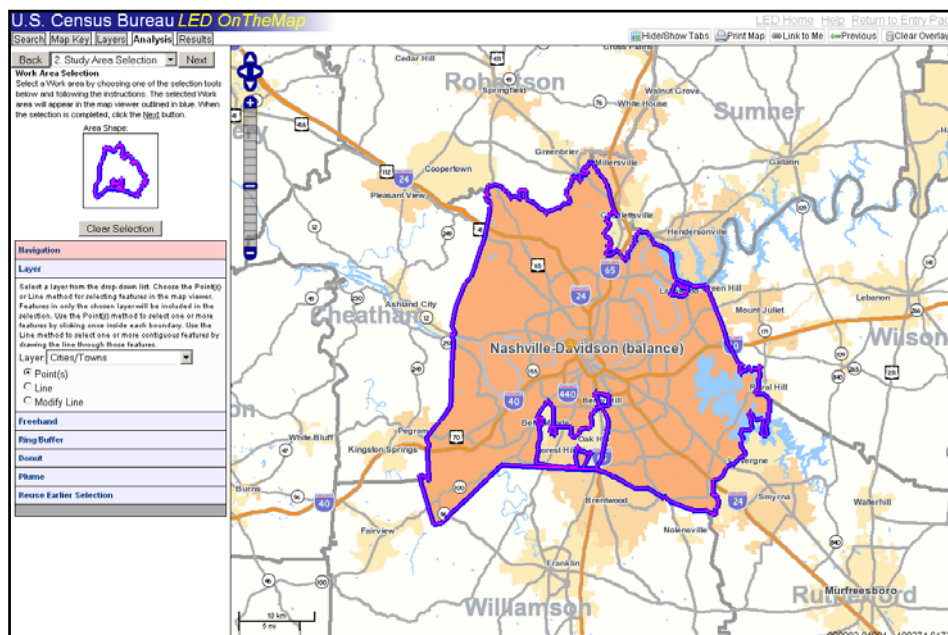 U.S. Census Bureau LED OnTheMap
LED Home Help Return to Entry Pag
Search Map Key Layers Analysis Results
Hide/Show Tabs Print Map Link to Me Previous Clear Overlay
Back 2. Study Area Selection Next
Work Area Selection
Select a Work area by choosing one of the selection tools
below and following the instructions. The selected Work
area will appear in the map viewer outlined in blue. When
the selection is completed, click the Next button.
Area Shape:
Clear Selection
Navigation
Layer
Select a layer from the drop-down list. Choose the Point(s)
or Line method for selecting features in the map viewer.
Features in only the chosen layer will be included in the
selection. Use the Point(s) method to select one or more
features by clicking once inside each boundary. Use the
Line method to select one or more contiguous features by
drawing the line through those features.
Layer: Cities/Towns
Point(s)
Line
Modify Line
Freehand
Ring/Buffer
Donut
Plume
Reuse Earlier Selection
Cedar Hill
Cross Plains
Robertson
Springfield
Walnut Grove
White House
Sumner
Greenbrier
Millersville
Gallatin
Coopertown
Pleasant View
Hendersonville
Ashland City
Cheatham
Green Hill
Mount Juliet
Lebanon
Wilson
Nashville-Davidson (balance)
Rural Hill
White Bluff
Pegram
Kingston Springs
Oak Hill
Forest Hill
Burns
Brentwood
Smyrna
Walterhill
Fairview
Nolensville
Franklin
Williamson
Rutherford
Murfreesboro
24
65
24
40
440
40
24
10 km
5 mi